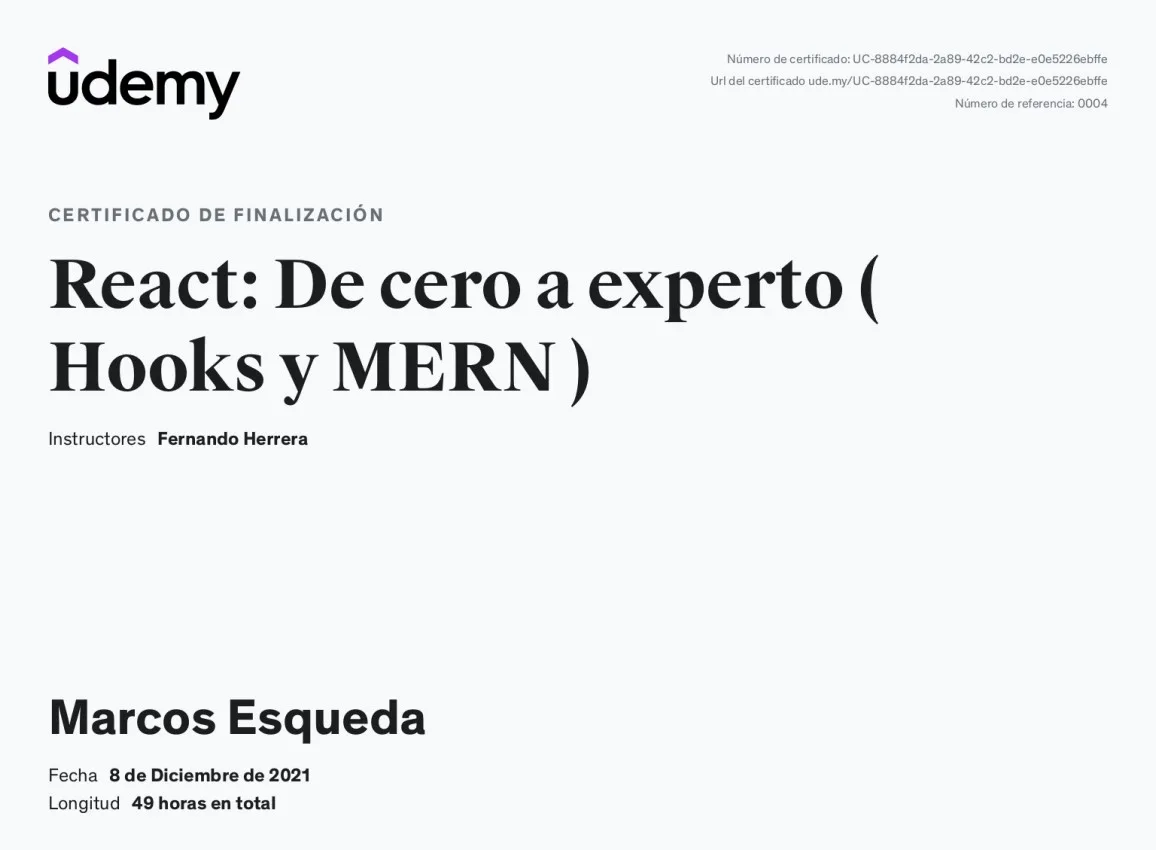 udemy
Número de certificado: UC-8884f2da-2a89-42c2-bd2e-e0e5226ebffe
Url del certificado ude.my/UC-8884f2da-2a89-42c2-bd2e-e0e5226ebffe
Número de referencia: 0004
CERTIFICADO DE FINALIZACIÓN
React: De cero a experto (
Hooks y MERN )
Instructores Fernando Herrera
Marcos Esqueda
Fecha 8 de Diciembre de 2021
Longitud 49 horas en total